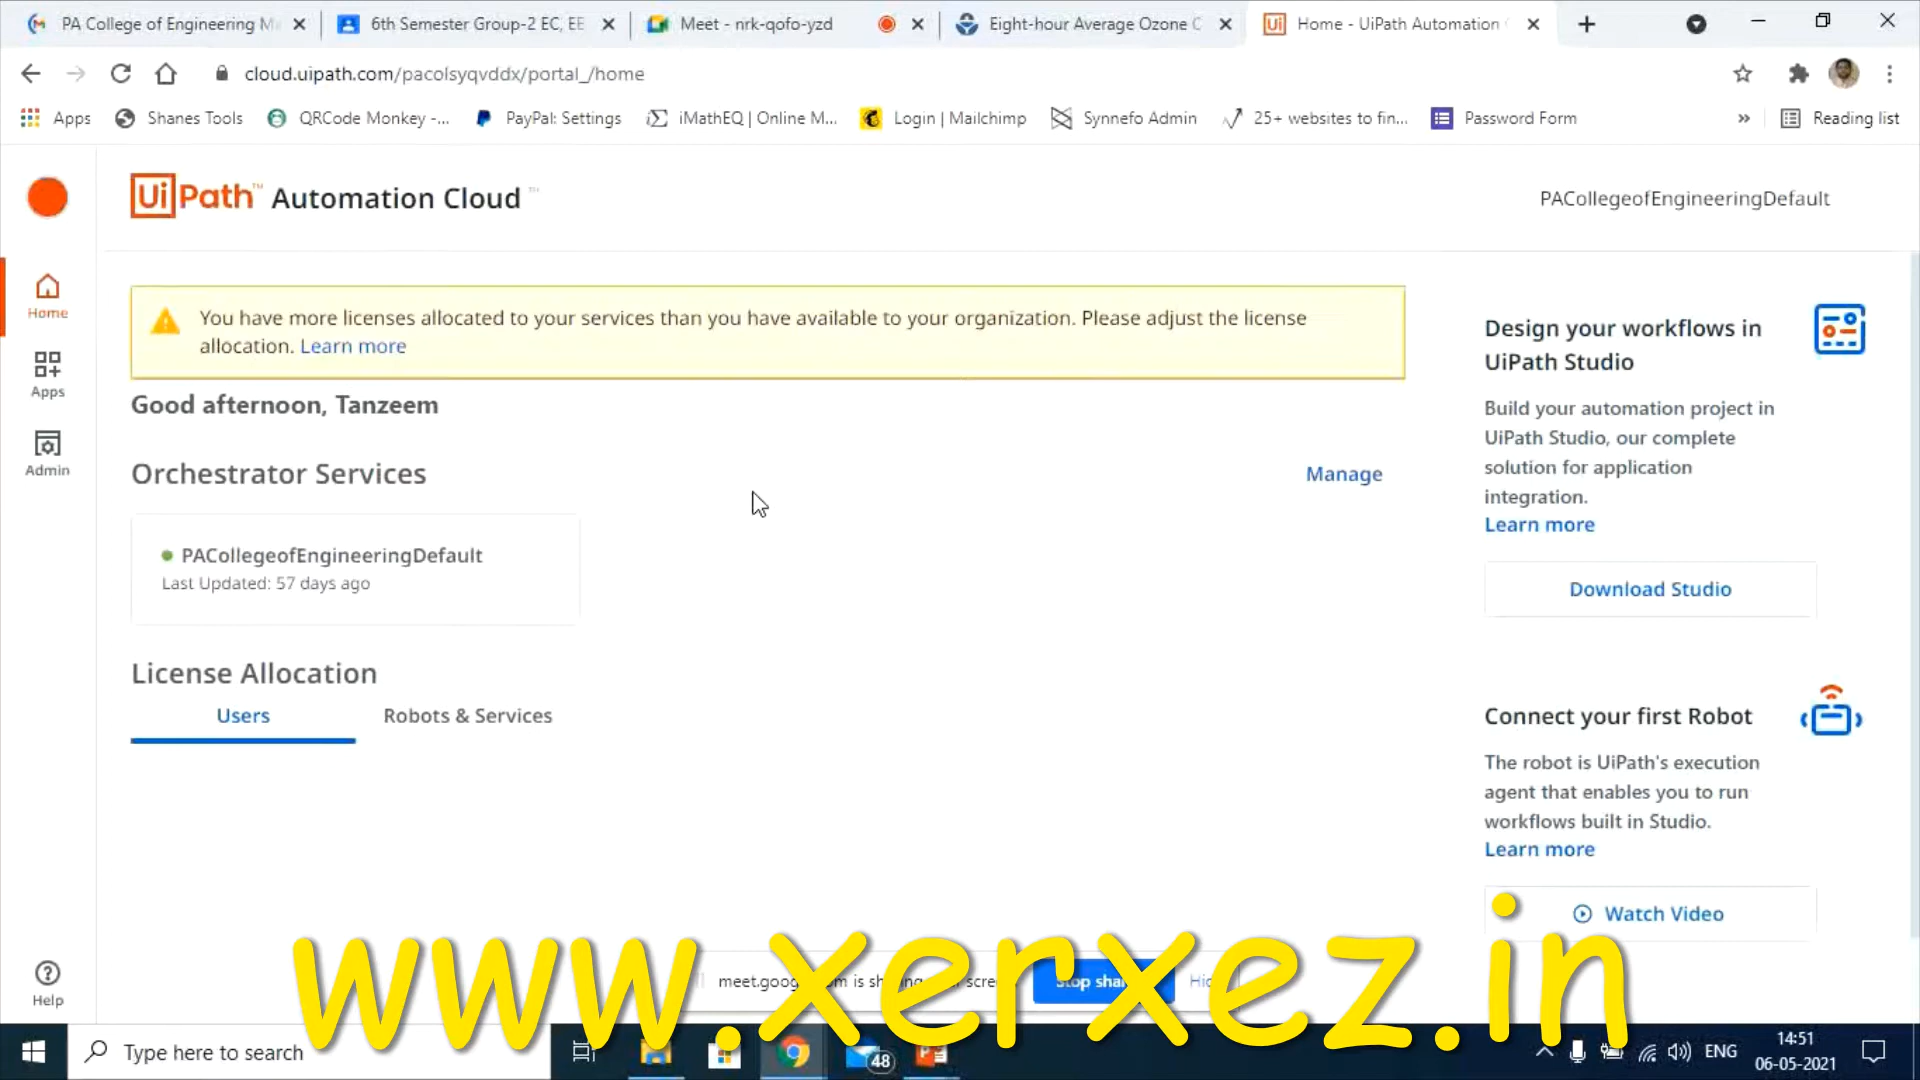 PA College of Engineering M
6th Semester Group-2 EC, EE
Meet - nrk-qofo-yzd
Eight-hour Average Ozone C
Home - UiPath Automation
cloud.uipath.com/pacolsyqvddx/portal_/home
Apps
Shanes Tools
QRCode Monkey -...
PayPal: Settings
iMathEQ | Online M...
Login | Mailchimp
Synnefo Admin
25+ websites to fin...
Password Form
»
Reading list
UiPath™ Automation Cloud ™
PACollegeofEngineeringDefault
Home
Apps
Admin
Help
You have more licenses allocated to your services than you have available to your organization. Please adjust the license
allocation. Learn more
Good afternoon, Tanzeem
Orchestrator Services
Manage
PACollegeofEngineeringDefault
Last Updated: 57 days ago
License Allocation
Users
Robots & Services
Design your workflows in
UiPath Studio
Build your automation project in
UiPath Studio, our complete
solution for application
integration.
Learn more
Download Studio
Connect your first Robot
The robot is UiPath's execution
agent that enables you to run
workflows built in Studio.
Learn more
Watch Video
www.xerxez.in
Type here to search
48
ENG
14:51
06-05-2021